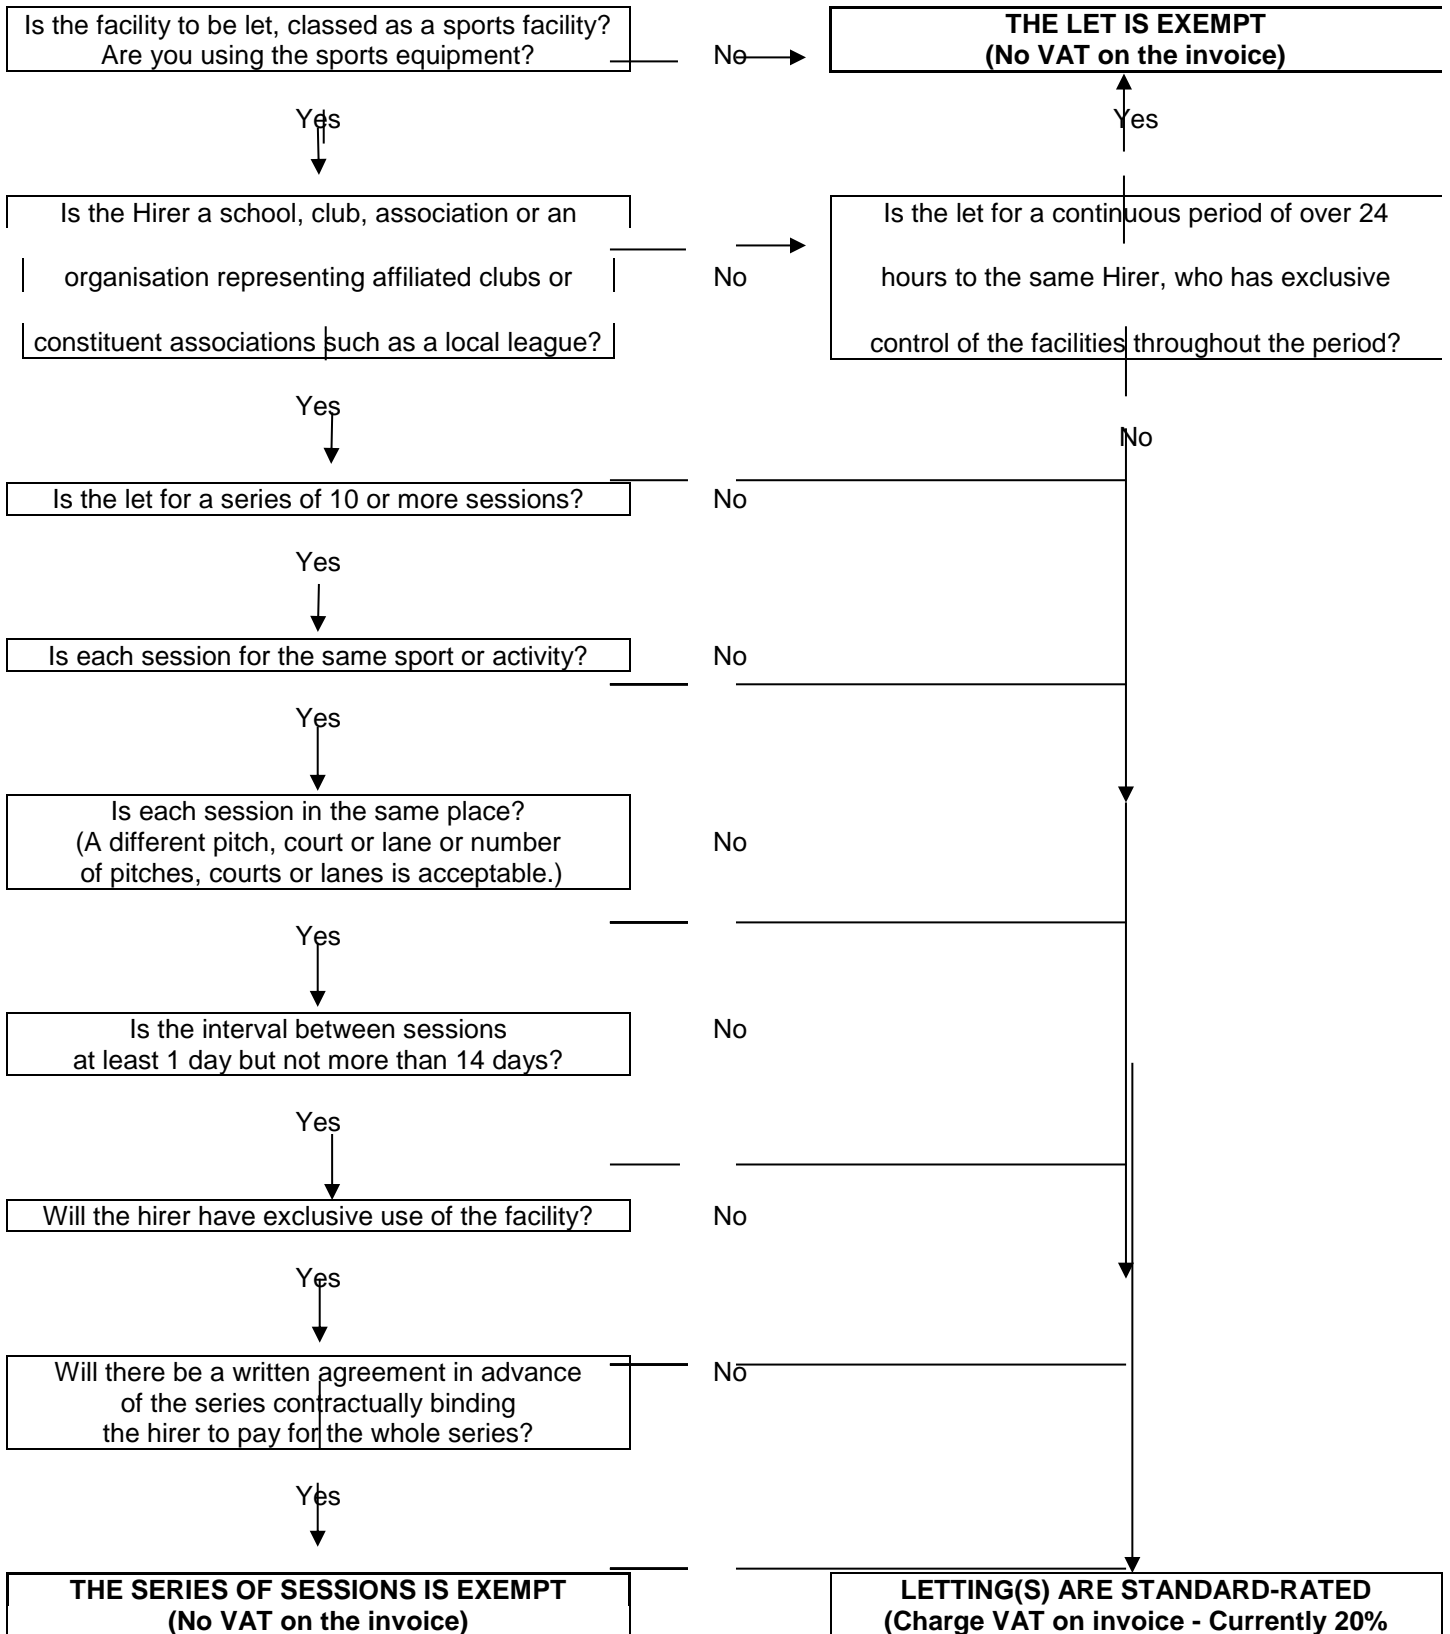 Is the facility to be let, classed as a sports facility?
Are you using the sports equipment?
No
THE LET IS EXEMPT
(No VAT on the invoice)
Yes
Yes
Is the Hirer a school, club, association or an
organisation representing affiliated clubs or
constituent associations such as a local league?
No
Is the let for a continuous period of over 24
hours to the same Hirer, who has exclusive
control of the facilities throughout the period?
Yes
No
Is the let for a series of 10 or more sessions?
No
Yes
Is each session for the same sport or activity?
No
Yes
Is each session in the same place?
(A different pitch, court or lane or number
of pitches, courts or lanes is acceptable.)
No
Yes
Is the interval between sessions
at least 1 day but not more than 14 days?
No
Yes
Will the hirer have exclusive use of the facility?
No
Yes
Will there be a written agreement in advance
of the series contractually binding
the hirer to pay for the whole series?
No
Yes
THE SERIES OF SESSIONS IS EXEMPT
(No VAT on the invoice)
LETTING(S) ARE STANDARD-RATED
(Charge VAT on invoice - Currently 20%